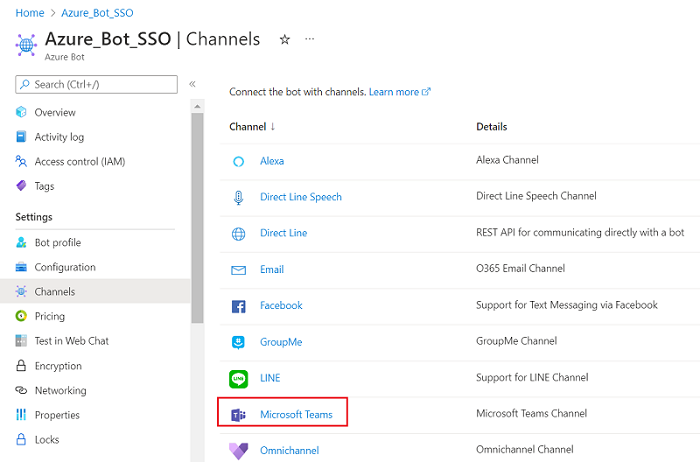 Home > Azure_Bot_SSO
Azure_Bot_SSO | Channels ☆ ...
Azure Bot
Search (Ctrl+/)
«
Overview
Activity log
Access control (IAM)
Tags
Settings
Bot profile
Configuration
Channels
Pricing
Test in Web Chat
Encryption
Networking
Properties
Locks
Connect the bot with channels. Learn more
Channel ↓ Details
Alexa Alexa Channel
Direct Line Speech Direct Line Speech Channel
Direct Line REST API for communicating directly with a bot
Email O365 Email Channel
Facebook Support for Text Messaging via Facebook
GroupMe GroupMe Channel
LINE LINE Support for LINE Channel
Microsoft Teams Microsoft Teams Channel
Omnichannel Omnichannel Channel